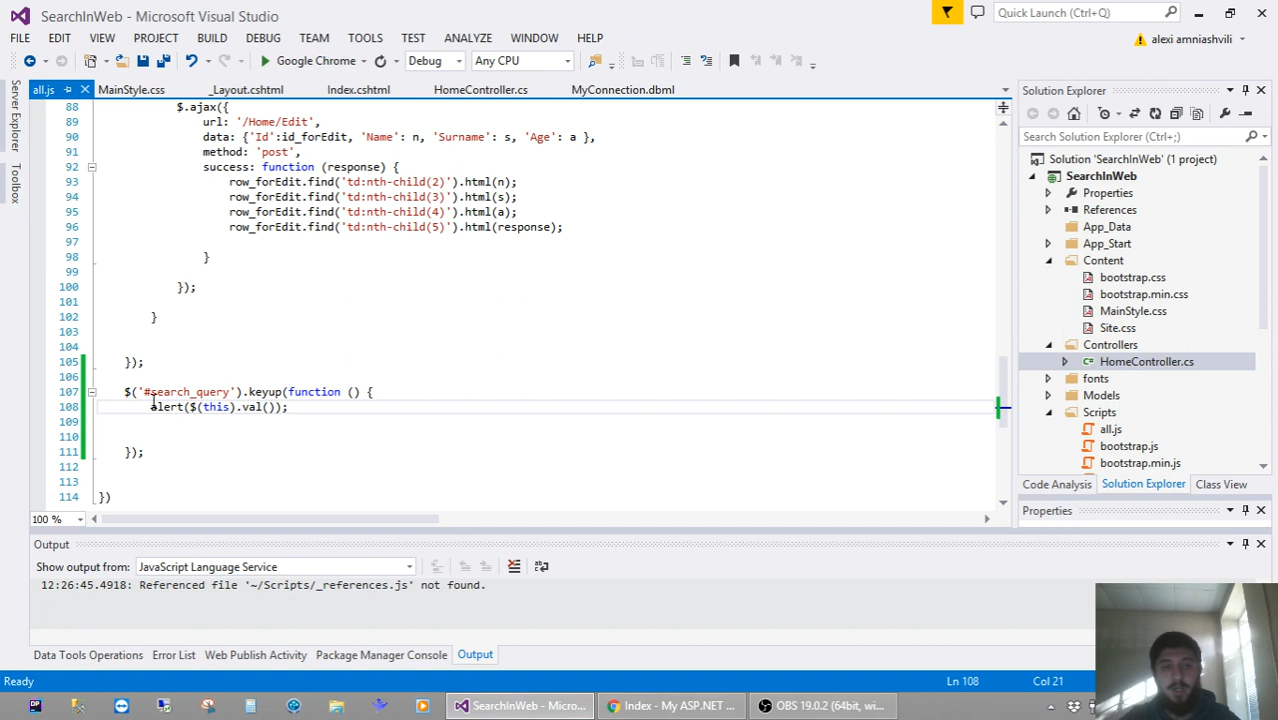 SearchInWeb - Microsoft Visual Studio
Quick Launch (Ctrl+Q)
FILE EDIT VIEW PROJECT BUILD DEBUG TEAM TOOLS TEST ANALYZE WINDOW HELP
alexi amniashvili
Google Chrome Debug Any CPU
Server Explorer
Toolbox
all.js MainStyle.css _Layout.cshtml Index.cshtml HomeController.cs MyConnection.dbml
88 $.ajax({
89 url: '/Home/Edit',
90 data: {'Id':id_forEdit, 'Name': n, 'Surname': s, 'Age': a },
91 method: 'post',
92 success: function (response) {
93 row_forEdit.find('td:nth-child(2)').html(n);
94 row_forEdit.find('td:nth-child(3)').html(s);
95 row_forEdit.find('td:nth-child(4)').html(a);
96 row_forEdit.find('td:nth-child(5)').html(response);
97
98 }
99
100 });
101
102 }
103
104
105 });
106
107 $('#search_query').keyup(function () {
108 alert($(this).val());
109
110
111 });
112
113
114 })
100 %
Solution Explorer
Search Solution Explorer (Ctrl+;)
Solution 'SearchInWeb' (1 project)
SearchInWeb
Properties
References
App_Data
App_Start
Content
bootstrap.css
bootstrap.min.css
MainStyle.css
Site.css
Controllers
HomeController.cs
fonts
Models
Scripts
all.js
bootstrap.js
bootstrap.min.js
Code Analysis Solution Explorer Class View
Properties
Output
Show output from: JavaScript Language Service
12:26:45.4918: Referenced file '~/Scripts/_references.js' not found.
Data Tools Operations Error List Web Publish Activity Package Manager Console Output
Ready Ln 108 Col 21
DP SearchInWeb - Micro... Index - My ASP.NET ... OBS 19.0.2 (64bit, wi...